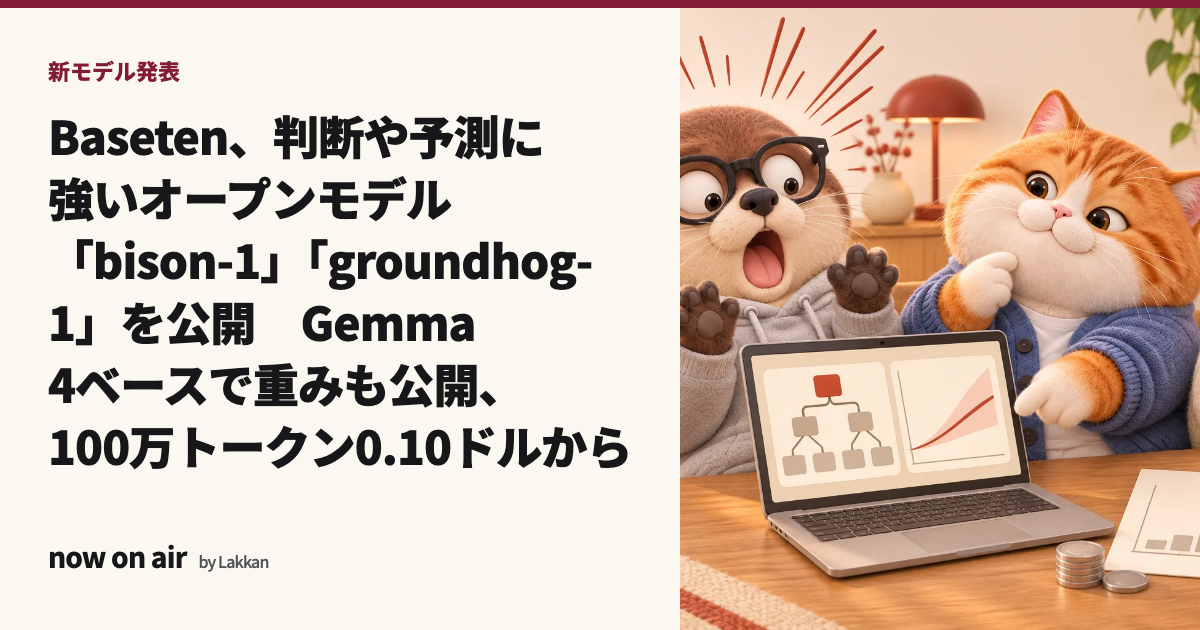 新モデル発表
Baseten、判断や予測に
強いオープンモデル
「bison-1」「groundhog-
1」を公開　Gemma
4ベースで重みも公開、
100万トークン0.10ドルから
now on air by Lakkan